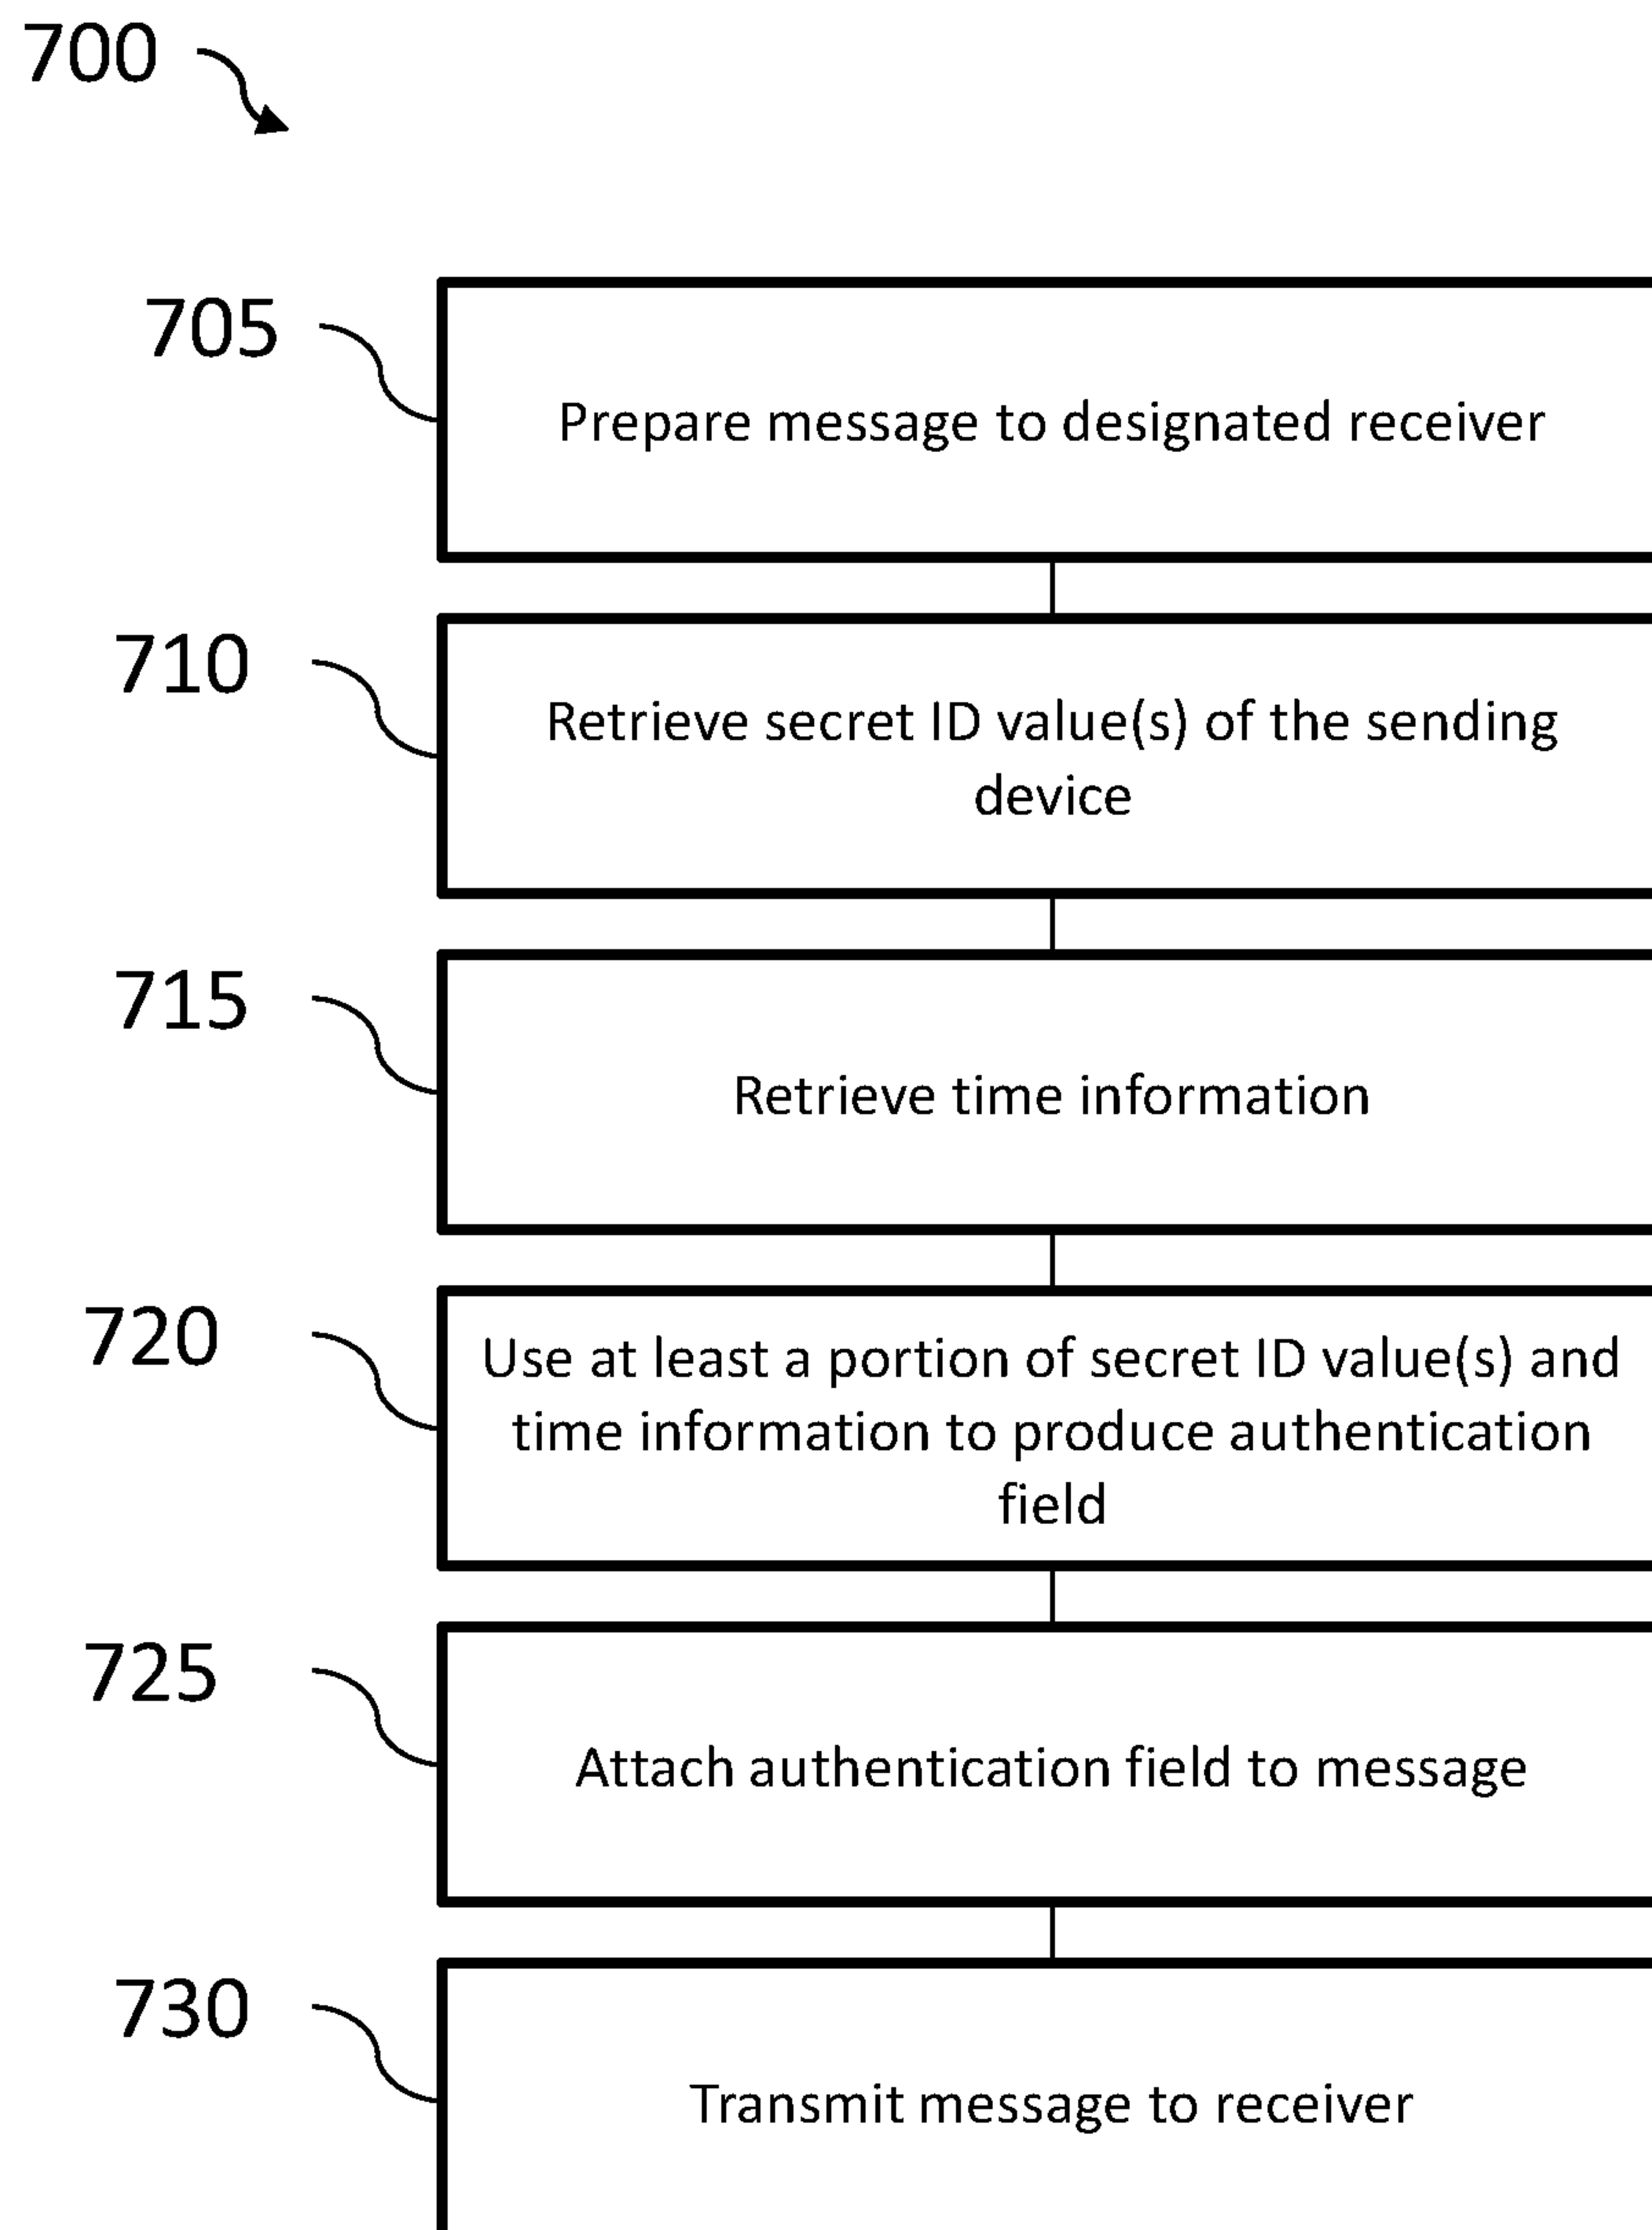 700
705
Prepare message to designated receiver
710
Retrieve secret ID value(s) of the sending
device
715
Retrieve time information
720
Use at least a portion of secret ID value(s) and
time information to produce authentication
field
725
Attach authentication field to message
730
Transmit message to receiver